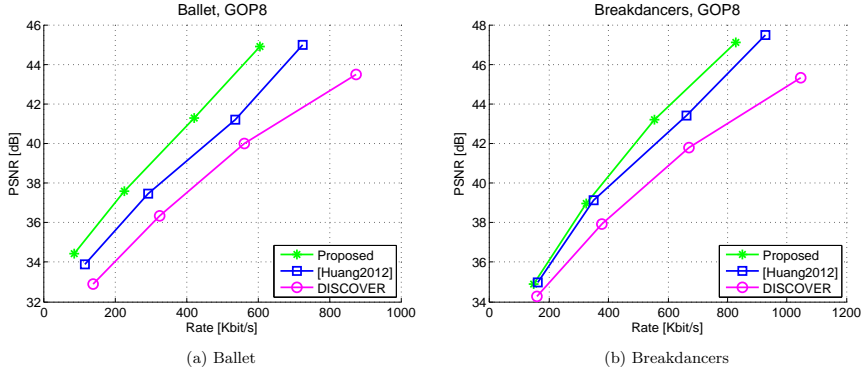 Ballet, GOP8
46
44
42
40
38
36
34
32
PSNR [dB]
0
200
400
600
800
1000
Rate [Kbit/s]
Proposed
[Huang2012]
DISCOVER
(a) Ballet
Breakdancers, GOP8
48
46
44
42
40
38
36
34
PSNR [dB]
0
200
400
600
800
1000
1200
Rate [Kbit/s]
Proposed
[Huang2012]
DISCOVER
(b) Breakdancers